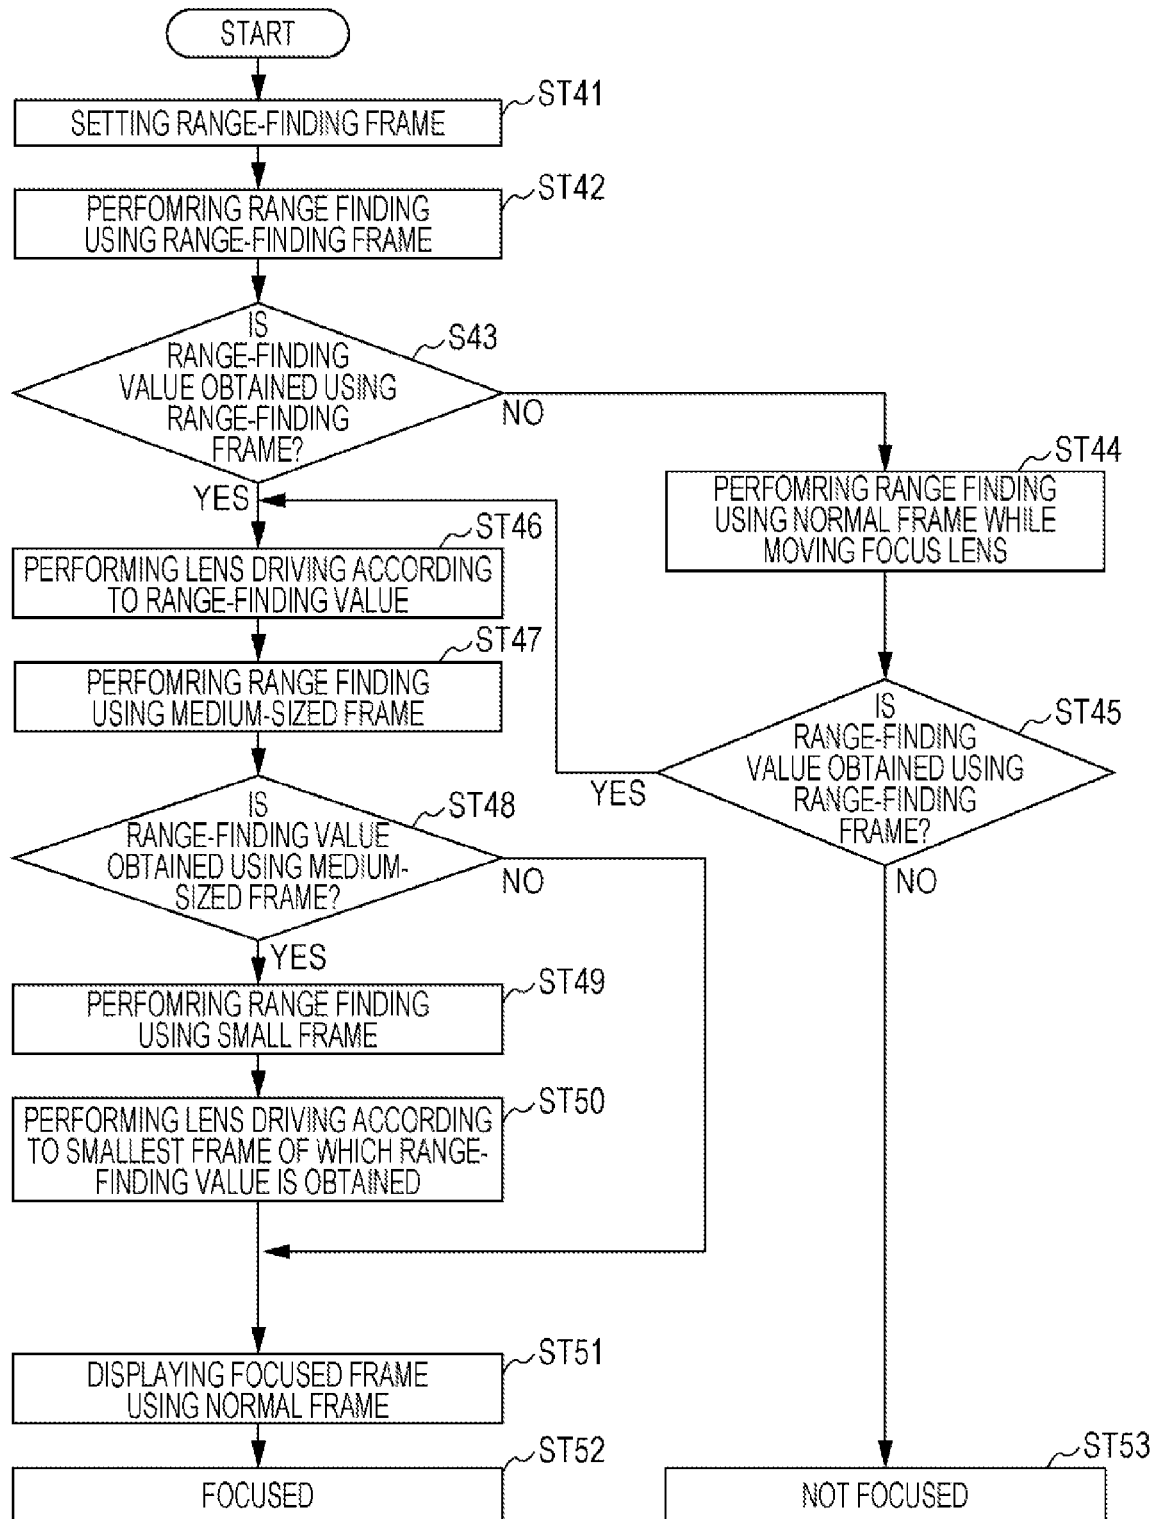 START
ST41
SETTING RANGE-FINDING FRAME
ST42
PERFOMRING RANGE FINDING
USING RANGE-FINDING FRAME
S43
IS
RANGE-FINDING
VALUE OBTAINED USING
RANGE-FINDING
FRAME?
NO
YES
ST44
PERFOMRING RANGE FINDING
USING NORMAL FRAME WHILE
MOVING FOCUS LENS
ST45
IS
RANGE-FINDING
VALUE OBTAINED USING
RANGE-FINDING
FRAME?
YES
NO
ST46
PERFORMING LENS DRIVING ACCORDING
TO RANGE-FINDING VALUE
ST47
PERFOMRING RANGE FINDING
USING MEDIUM-SIZED FRAME
ST48
IS
RANGE-FINDING VALUE
OBTAINED USING MEDIUM-
SIZED FRAME?
NO
YES
ST49
PERFOMRING RANGE FINDING
USING SMALL FRAME
ST50
PERFORMING LENS DRIVING ACCORDING
TO SMALLEST FRAME OF WHICH RANGE-
FINDING VALUE IS OBTAINED
ST51
DISPLAYING FOCUSED FRAME
USING NORMAL FRAME
ST52
FOCUSED
ST53
NOT FOCUSED